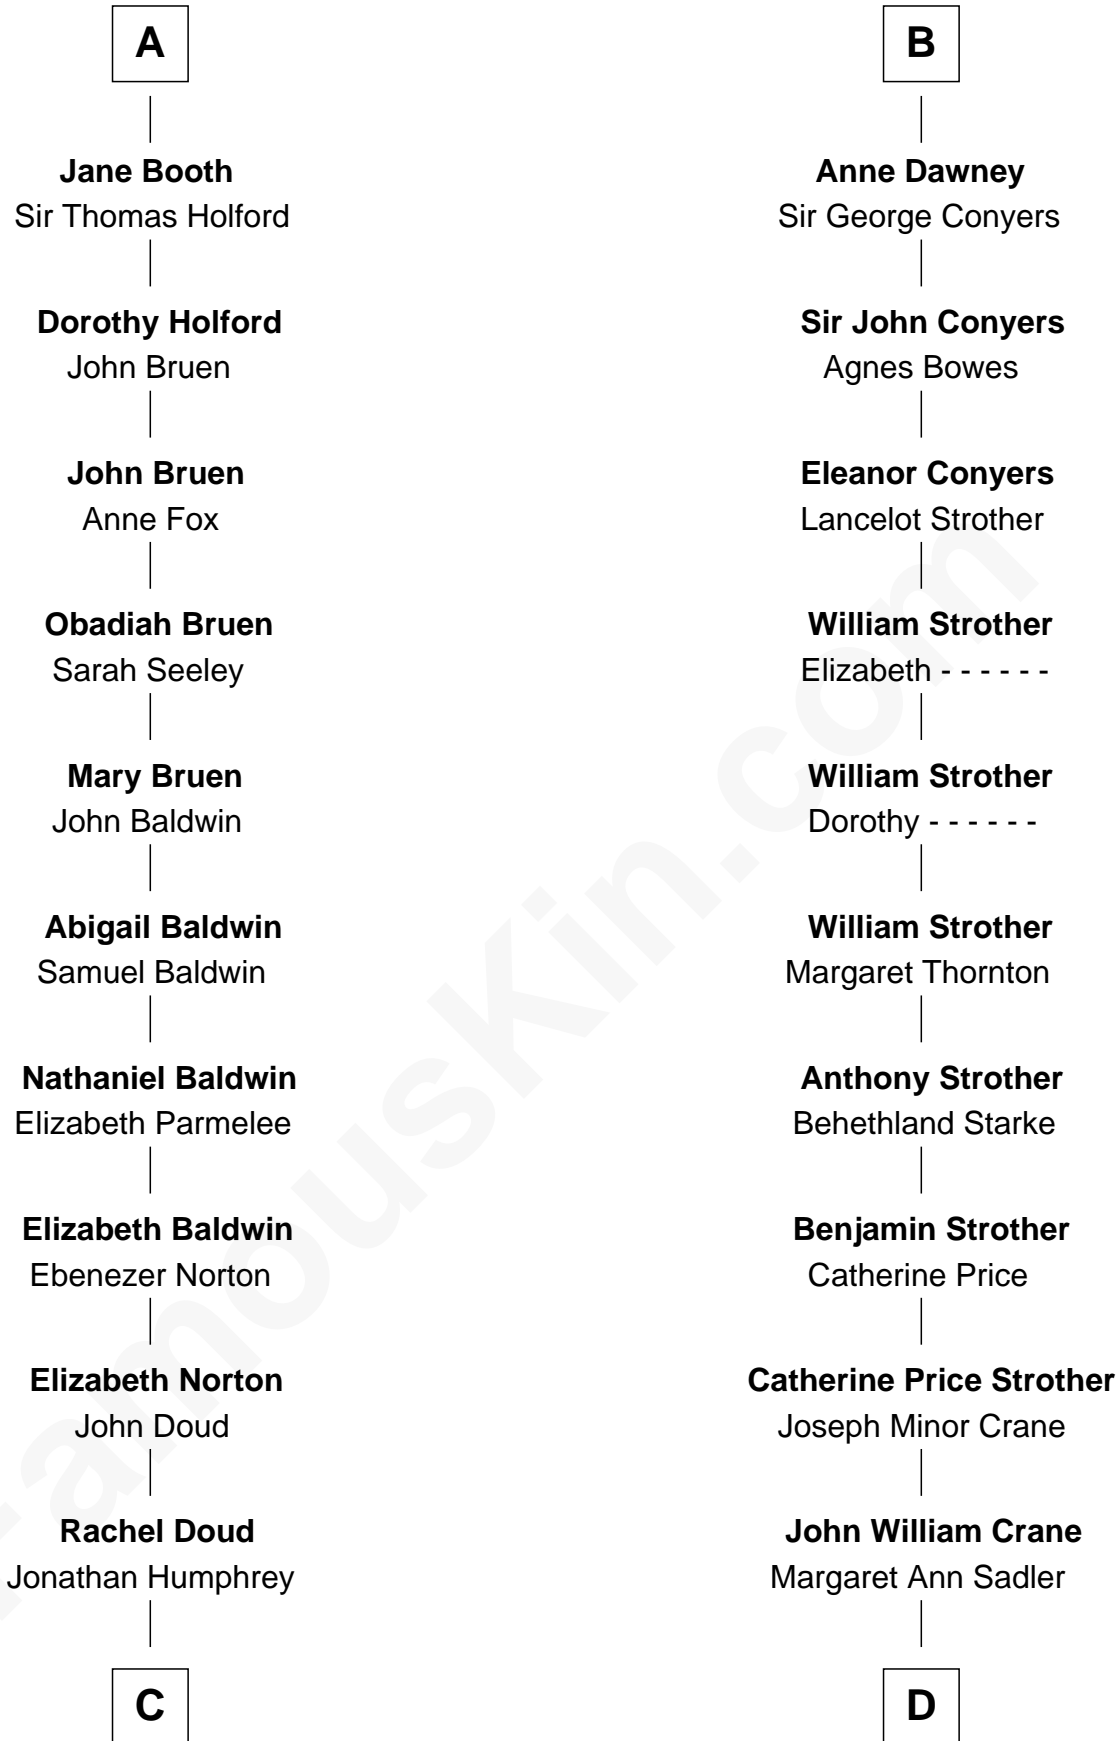 A
Jane Booth
Sir Thomas Holford
Dorothy Holford
John Bruen
John Bruen
Anne Fox
Obadiah Bruen
Sarah Seeley
Mary Bruen
John Baldwin
Abigail Baldwin
Samuel Baldwin
Nathaniel Baldwin
Elizabeth Parmelee
Elizabeth Baldwin
Ebenezer Norton
Elizabeth Norton
John Doud
Rachel Doud
Jonathan Humphrey
C
B
Anne Dawney
Sir George Conyers
Sir John Conyers
Agnes Bowes
Eleanor Conyers
Lancelot Strother
William Strother
Elizabeth - - - - - -
William Strother
Dorothy - - - - - -
William Strother
Margaret Thornton
Anthony Strother
Behethland Starke
Benjamin Strother
Catherine Price
Catherine Price Strother
Joseph Minor Crane
John William Crane
Margaret Ann Sadler
D
FamousKin.com